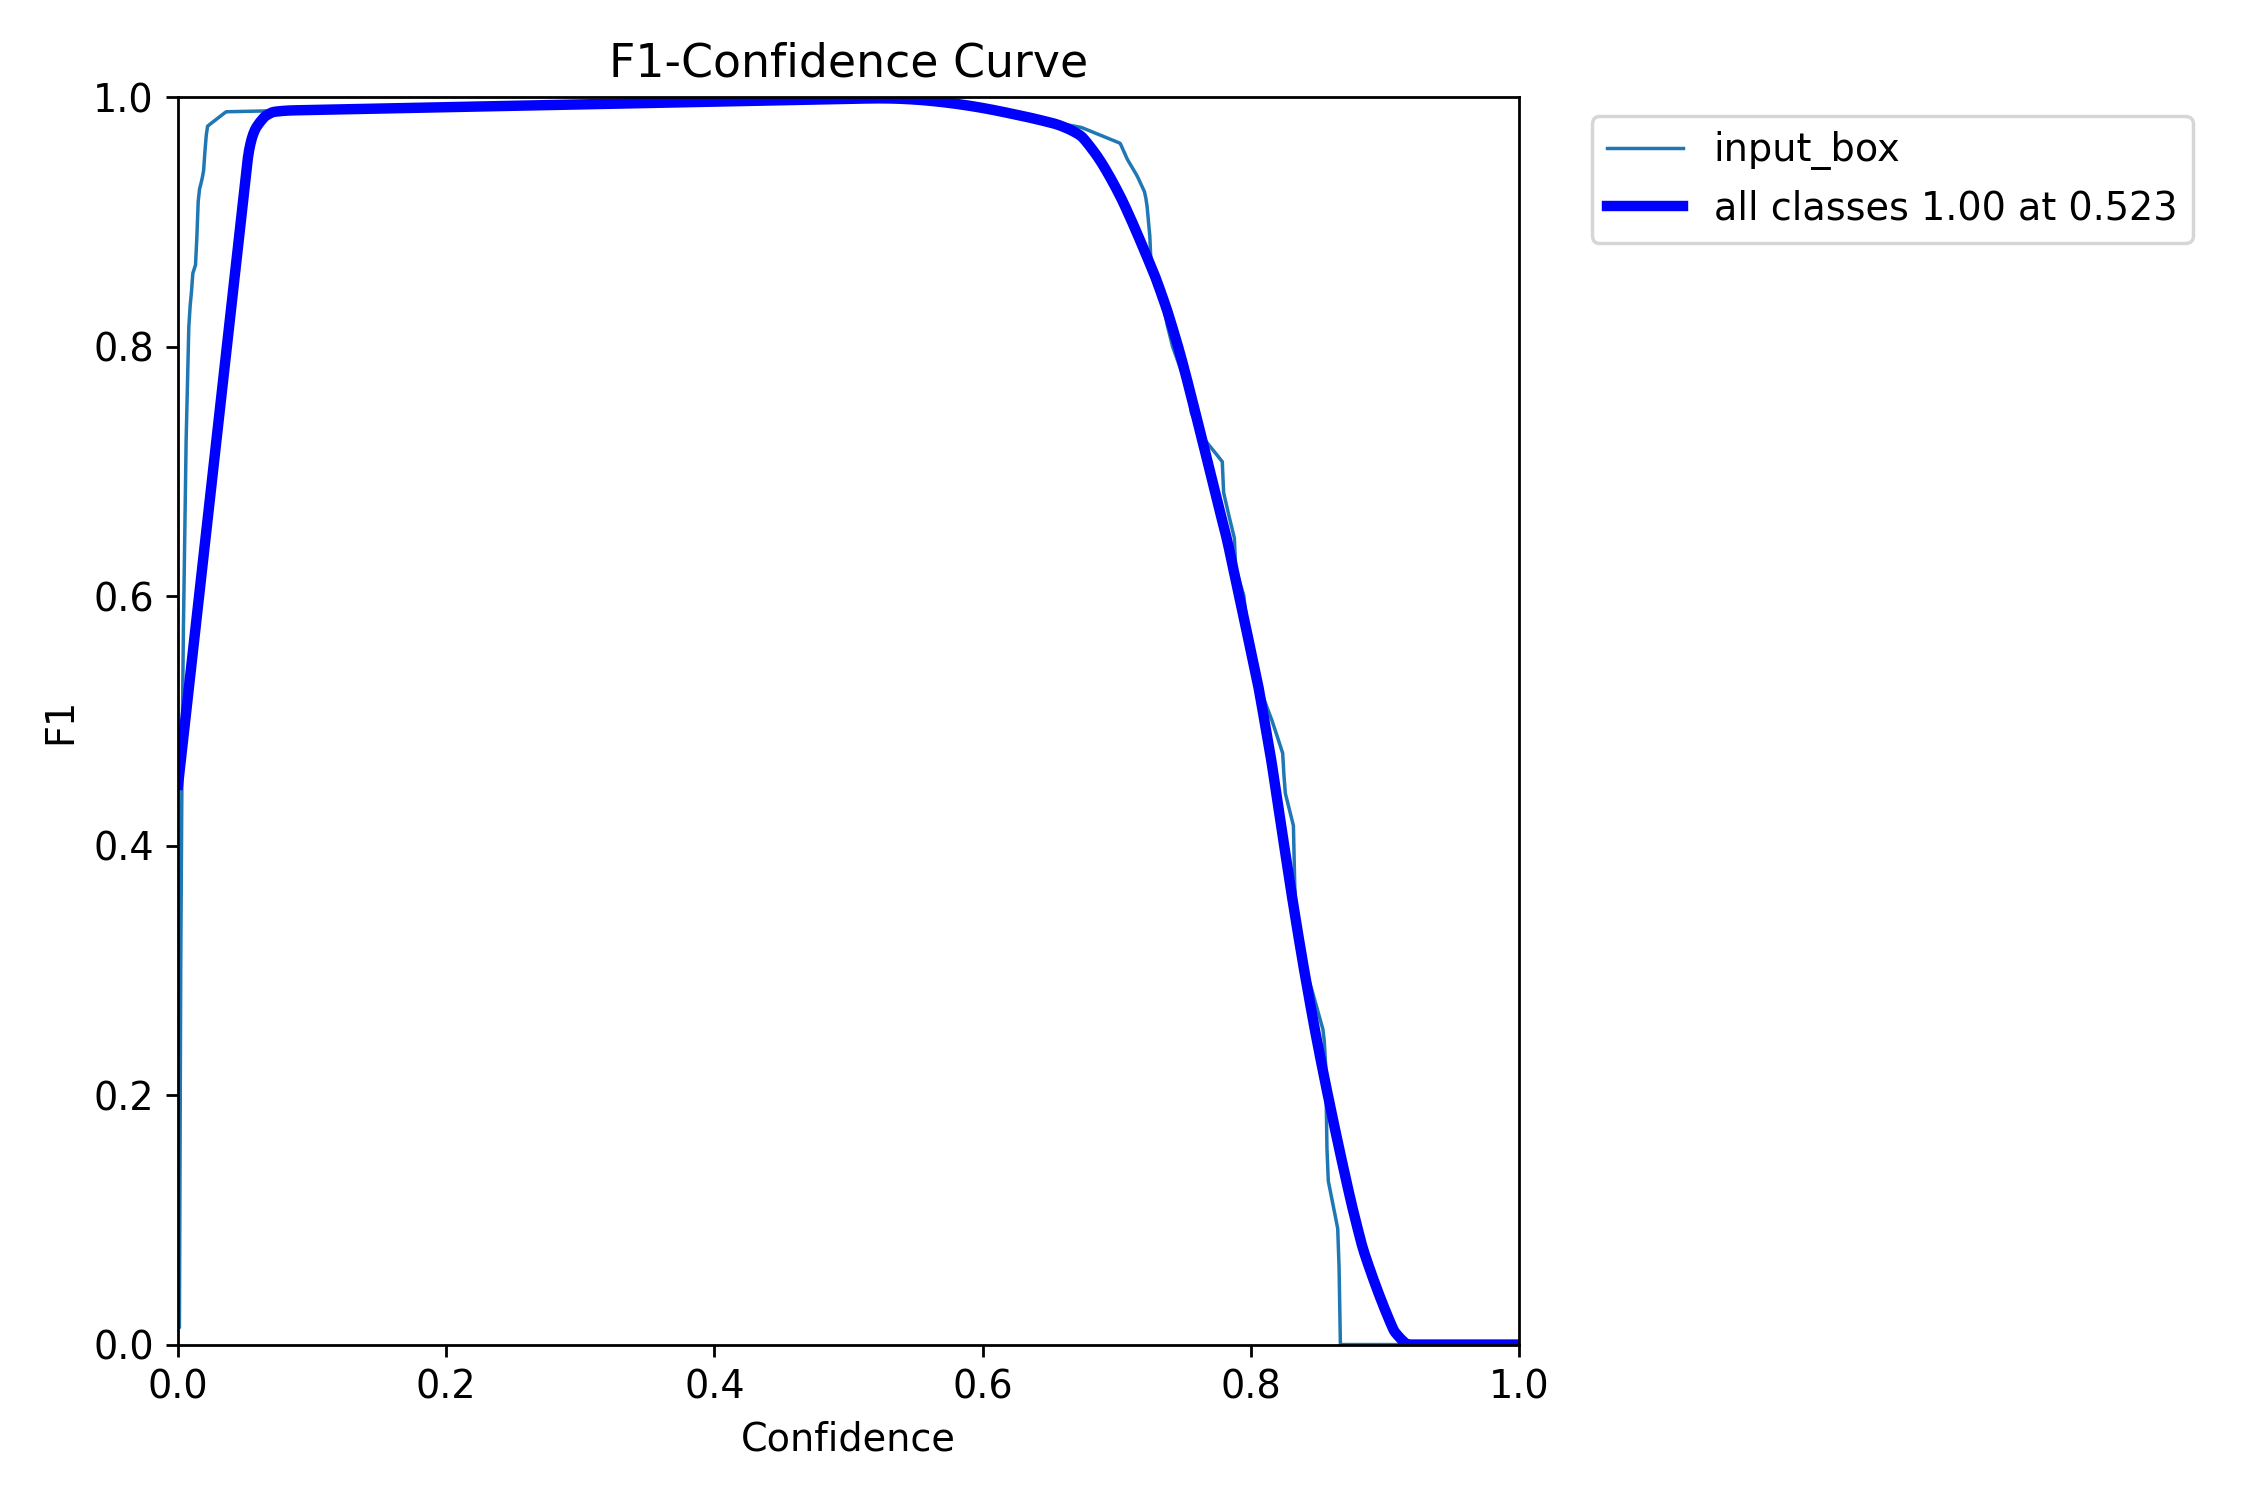 F1-Confidence Curve
input_box
all classes 1.00 at 0.523
1.0
0.8
0.6
0.4
0.2
0.0
F1
0.0 0.2 0.4 0.6 0.8 1.0
Confidence